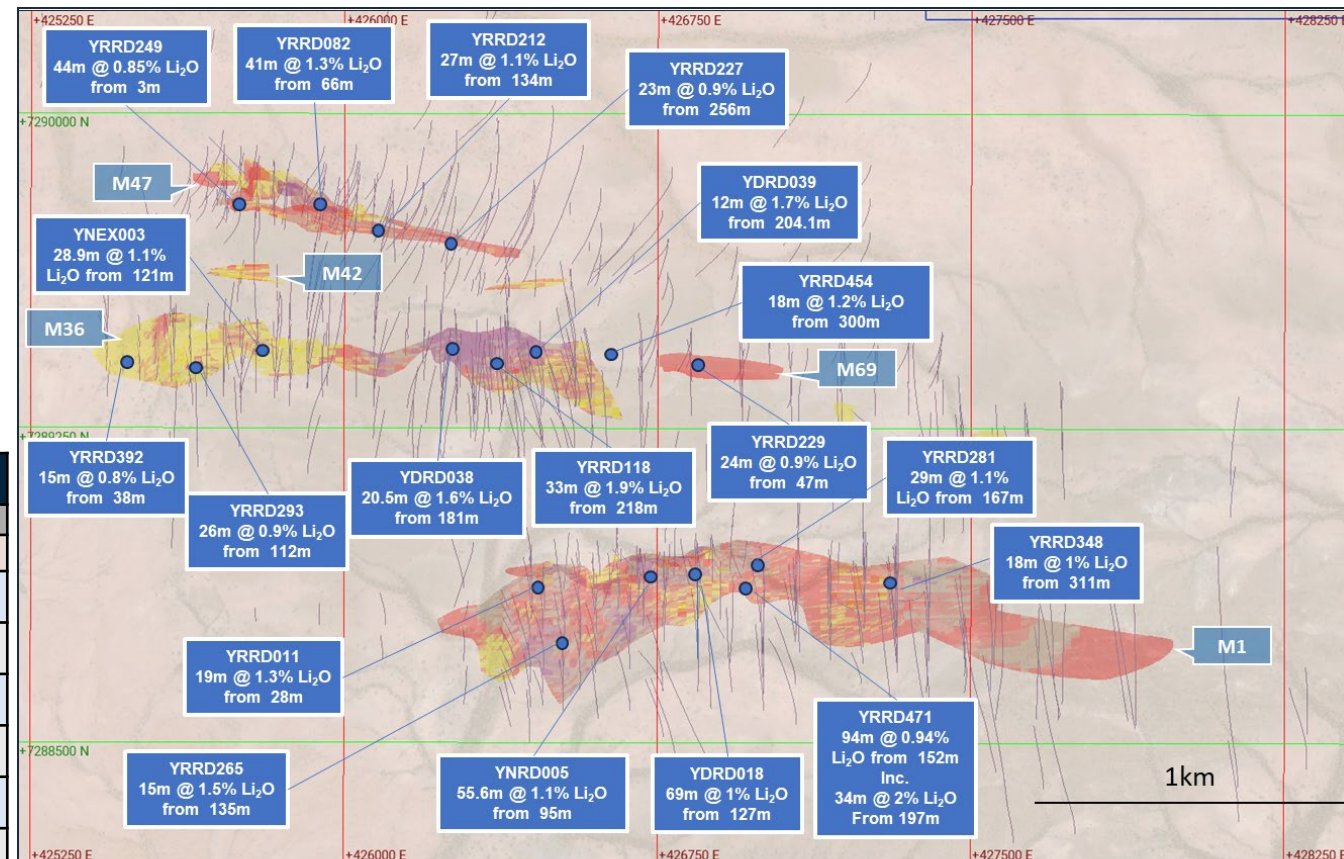 +425250 E
+426000 E
+426750 E
+427500 E
+428250 E
YRRD249
44m @ 0.85% Li₂O
from 3m
YRRD082
41m @ 1.3% Li₂O
from 66m
YRRD212
27m @ 1.1% Li₂O
from 134m
YRRD227
23m @ 0.9% Li₂O
from 256m
+7290000 N
M47
YDRD039
12m @ 1.7% Li₂O
from 204.1m
YNEX003
28.9m @ 1.1%
Li₂O from 121m
M42
YRRD454
18m @ 1.2% Li₂O
from 300m
M36
M69
+7289250 N
YRRD392
15m @ 0.8% Li₂O
from 38m
YRRD293
26m @ 0.9% Li₂O
from 112m
YDRD038
20.5m @ 1.6% Li₂O
from 181m
YRRD118
33m @ 1.9% Li₂O
from 218m
YRRD229
24m @ 0.9% Li₂O
from 47m
YRRD281
29m @ 1.1%
Li₂O from 167m
YRRD348
18m @ 1% Li₂O
from 311m
YRRD011
19m @ 1.3% Li₂O
from 28m
M1
+7288500 N
YRRD265
15m @ 1.5% Li₂O
from 135m
YNRD005
55.6m @ 1.1% Li₂O
from 95m
YDRD018
69m @ 1% Li₂O
from 127m
YRRD471
94m @ 0.94%
Li₂O from 152m
Inc.
34m @ 2% Li₂O
From 197m
1km
+425250 E
+426000 E
+426750 E
+427500 E
+428250 E